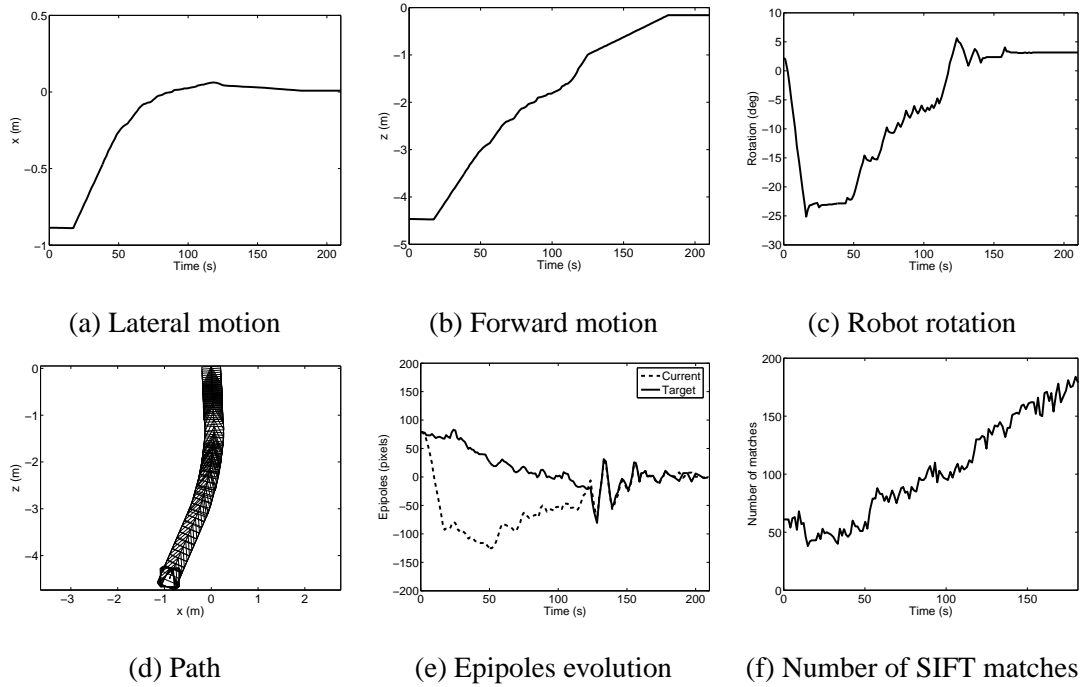 0.5
0
−0.5
−1
x (m)
0 50 100 150 200
Time (s)
(a) Lateral motion
0
−1
−2
−3
−4
−5
z (m)
0 50 100 150 200
Time (s)
(b) Forward motion
10
5
0
−5
−10
−15
−20
−25
−30
Rotation (deg)
0 50 100 150 200
Time (s)
(c) Robot rotation
0
−1
−2
−3
−4
z (m)
−3 −2 −1 0 1 2
x (m)
(d) Path
200
150
100
50
0
−50
−100
−150
−200
Epipoles (pixels)
Current
Target
0 50 100 150 200
Time (s)
(e) Epipoles evolution
200
150
100
50
0
Number of matches
0 50 100 150
Time (s)
(f) Number of SIFT matches